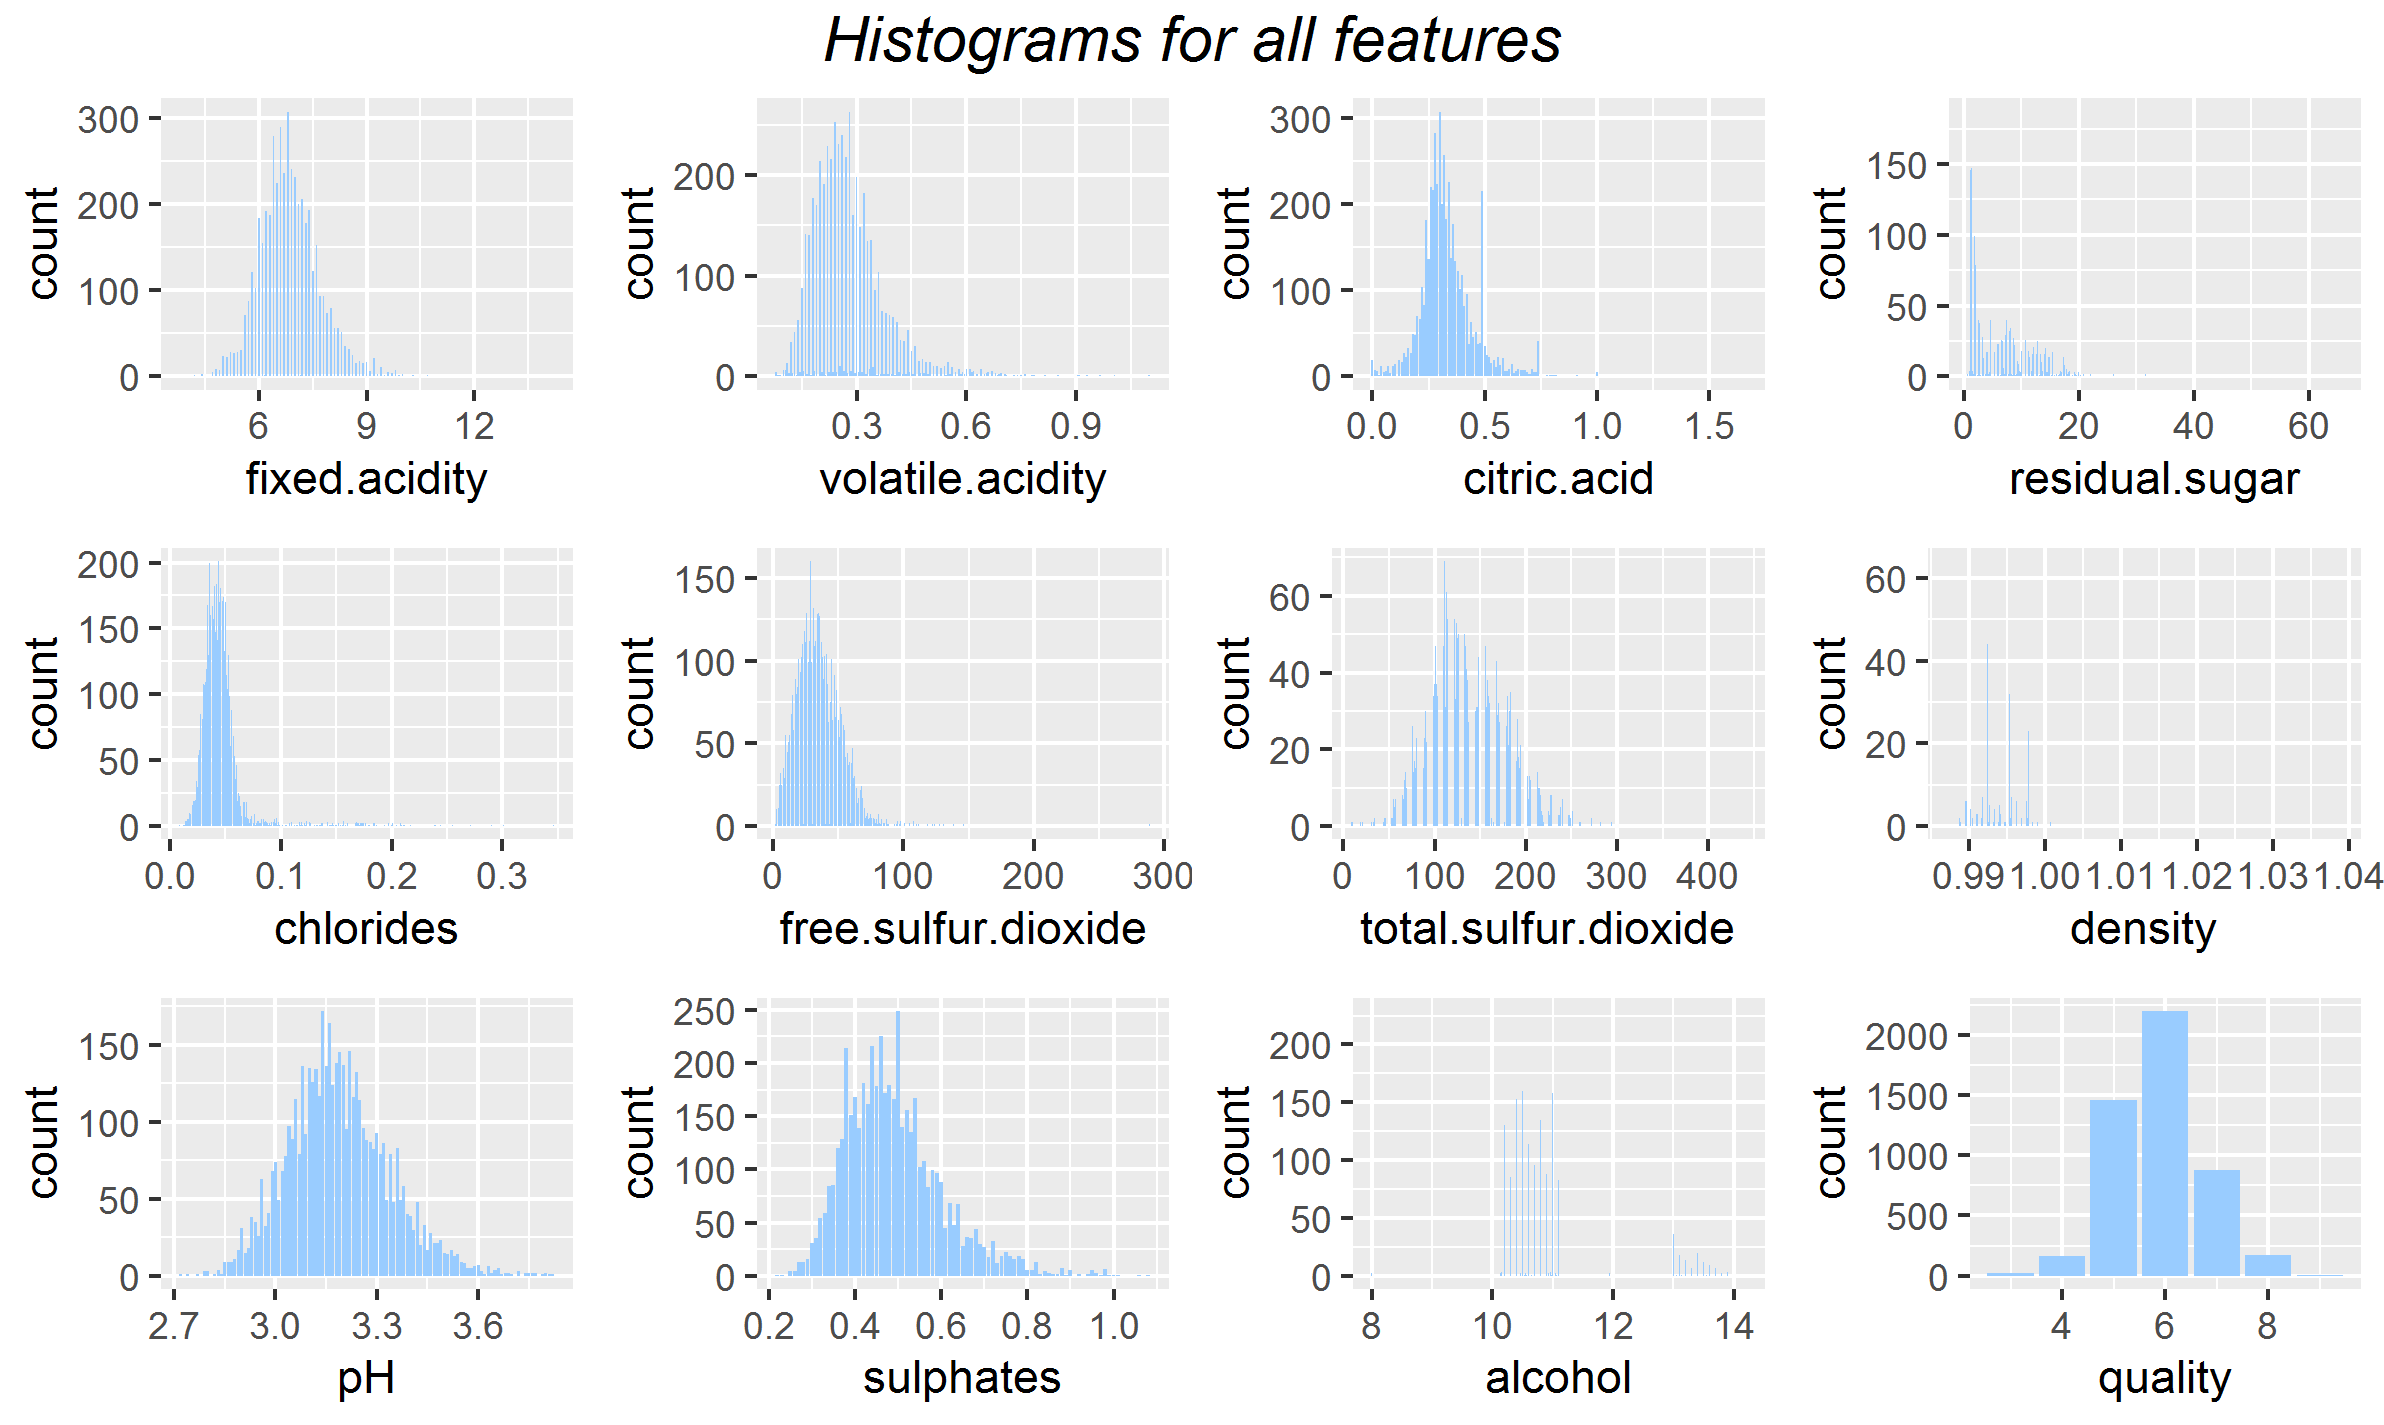 Histograms for all features
300
200
100
0
count
6 9 12
fixed.acidity
200
100
0
count
0.3 0.6 0.9
volatile.acidity
300
200
100
0
count
0.0 0.5 1.0 1.5
citric.acid
150
100
50
0
count
0 20 40 60
residual.sugar
200
150
100
50
0
count
0.0 0.1 0.2 0.3
chlorides
150
100
50
0
count
0 100 200 300
free.sulfur.dioxide
60
40
20
0
count
0 100 200 300 400
total.sulfur.dioxide
60
40
20
0
count
0.99 1.00 1.01 1.02 1.03 1.04
density
150
100
50
0
count
2.7 3.0 3.3 3.6
pH
250
200
150
100
50
0
count
0.2 0.4 0.6 0.8 1.0
sulphates
200
150
100
50
0
count
8 10 12 14
alcohol
2000
1500
1000
500
0
count
4 6 8
quality